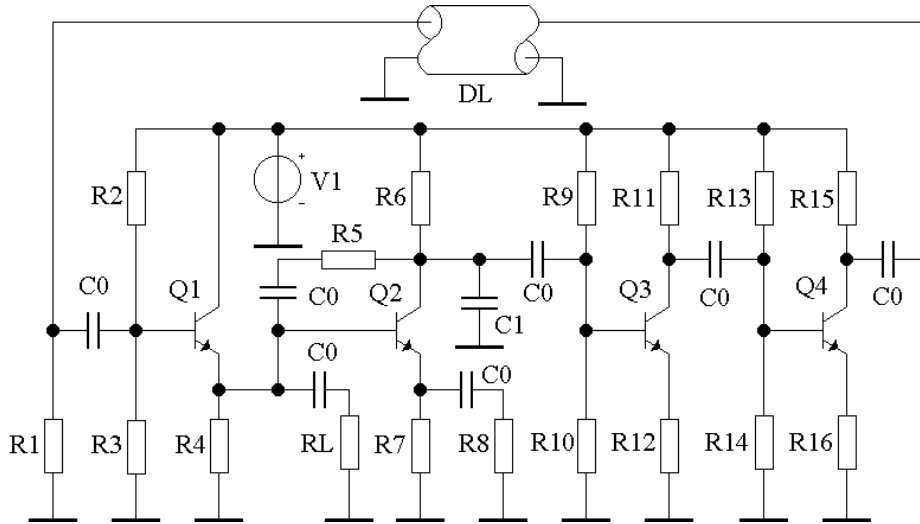 DL
+
V1
-
R2
R6
R9
R11
R13
R15
R5
C0
Q1
C0
Q2
C0
C1
Q3
C0
Q4
C0
C0
C0
R1
R3
R4
RL
R7
R8
R10
R12
R14
R16